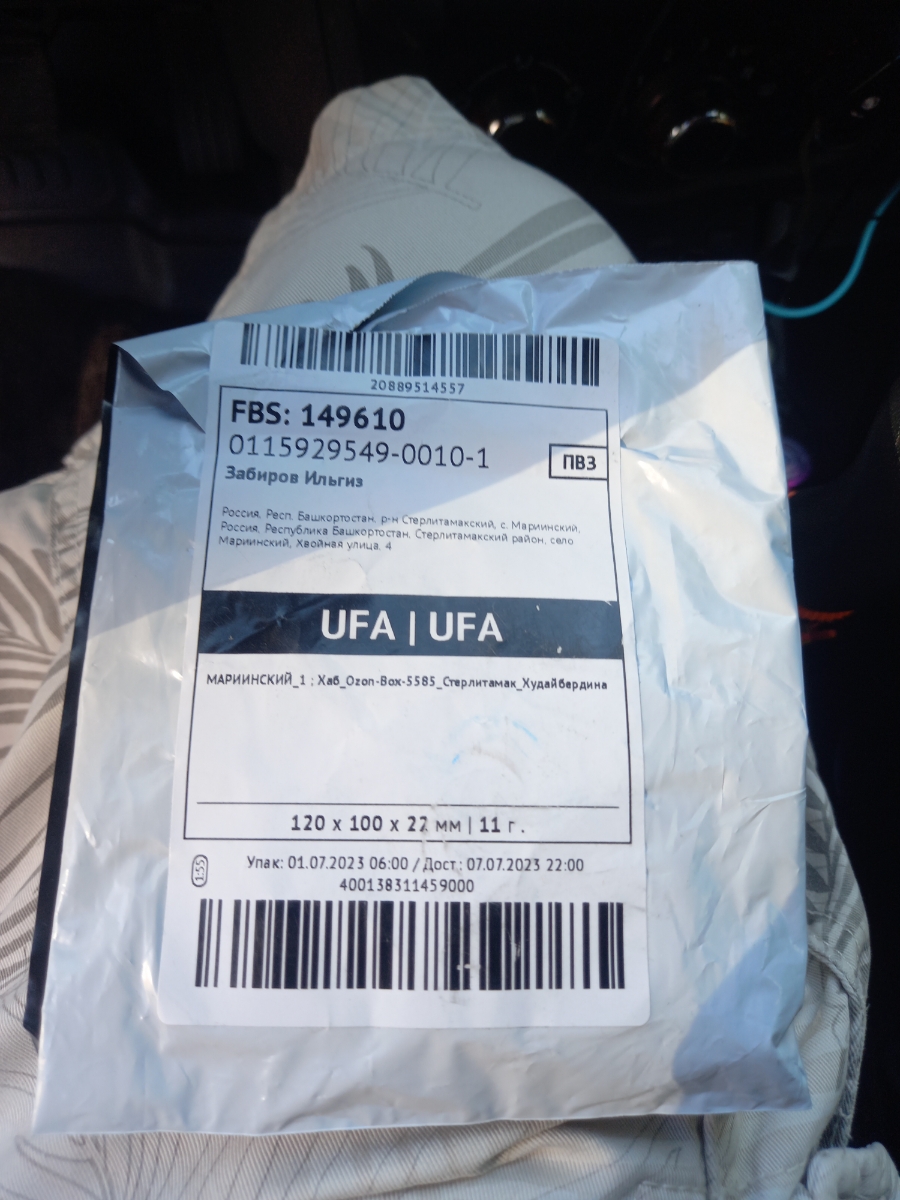 20889514557
FBS: 149610
0115929549-0010-1
ПВЗ
Забиров Ильгиз
Россия, Респ. Башкортостан, р-н Стерлитамакский, с. Мариинский,
Россия, Республика Башкортостан, Стерлитамакский район, село
Мариинский, Хвойная улица, 4
UFA | UFA
МАРИИНСКИЙ_1 ; Хаб_Ozon-Box-5585_Стерлитамак_Худайбердина
120 x 100 x 22 мм | 11 г.
1:55
Упак: 01.07.2023 06:00 / Дост: 07.07.2023 22:00
400138311459000